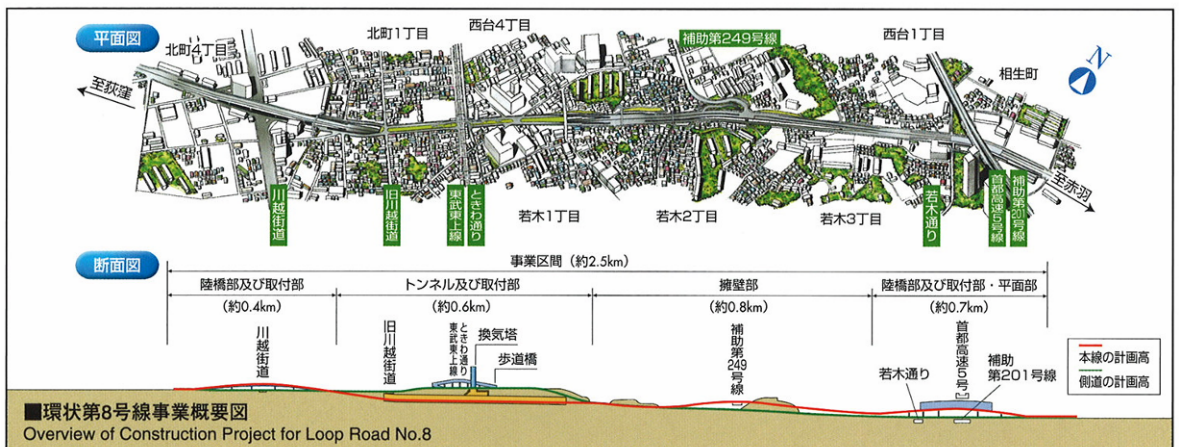 平面図
北町4丁目
北町1丁目
西台4丁目
補助第249号線
西台1丁目
相生町
N
至荻窪
至赤羽
川越街道
旧川越街道
東武東上線
ときわ通り
若木1丁目
若木2丁目
若木3丁目
若木通り
首都高速5号線
補助第201号線
断面図
事業区間(約2.5km)
陸橋部及び取付部
(約0.4km)
トンネル及び取付部
(約0.6km)
擁壁部
(約0.8km)
陸橋部及び取付部・平面部
(約0.7km)
川越街道
旧川越街道
ときわ通り
東武東上線
換気塔
歩道橋
補助第249号線
若木通り
首都高速5号
補助
第201号線
本線の計画高
側道の計画高
■環状第8号線事業概要図
Overview of Construction Project for Loop Road No.8